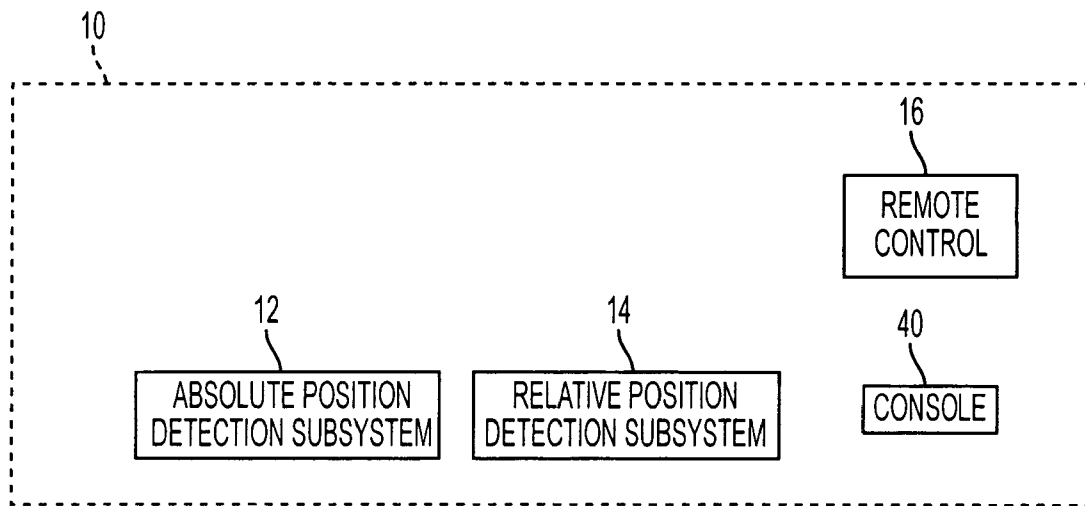 10
16
REMOTE
CONTROL
12
14
40
ABSOLUTE POSITION
DETECTION SUBSYSTEM
RELATIVE POSITION
DETECTION SUBSYSTEM
CONSOLE